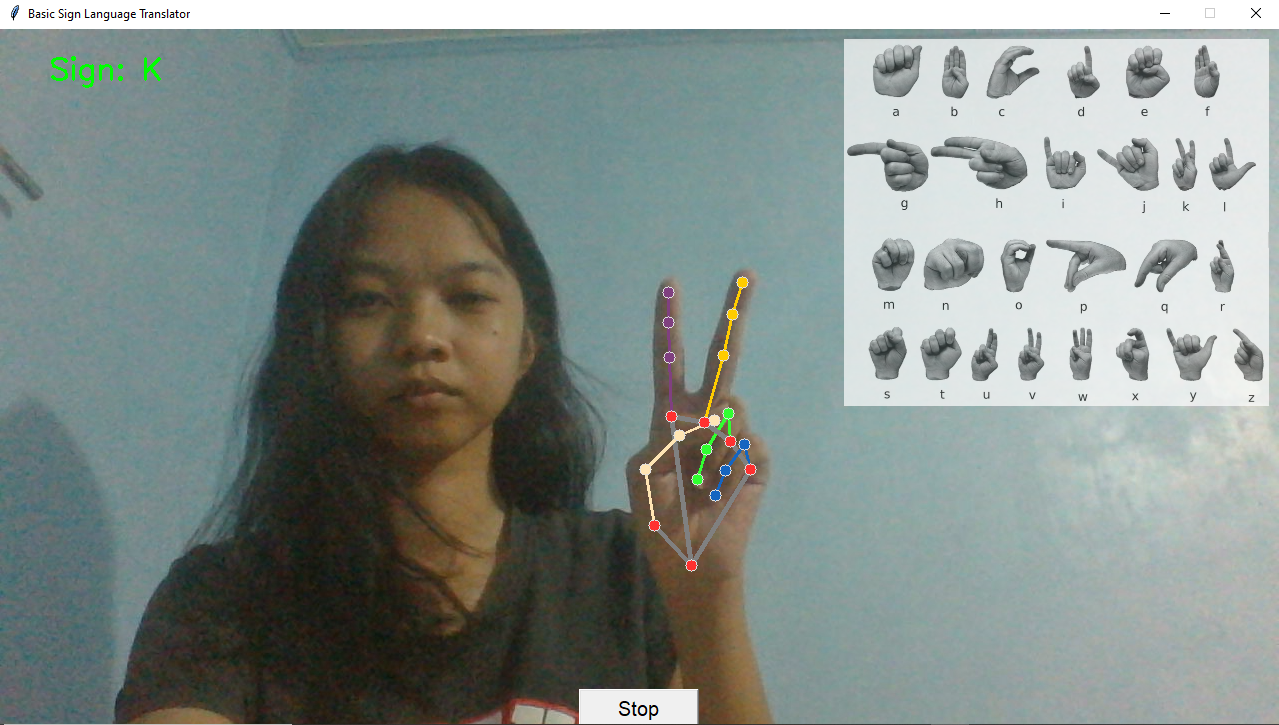 Basic Sign Language Translator
Sign: K
a b c d e f
g h i j k l
m n o p q r
s t u v w x y z
Stop